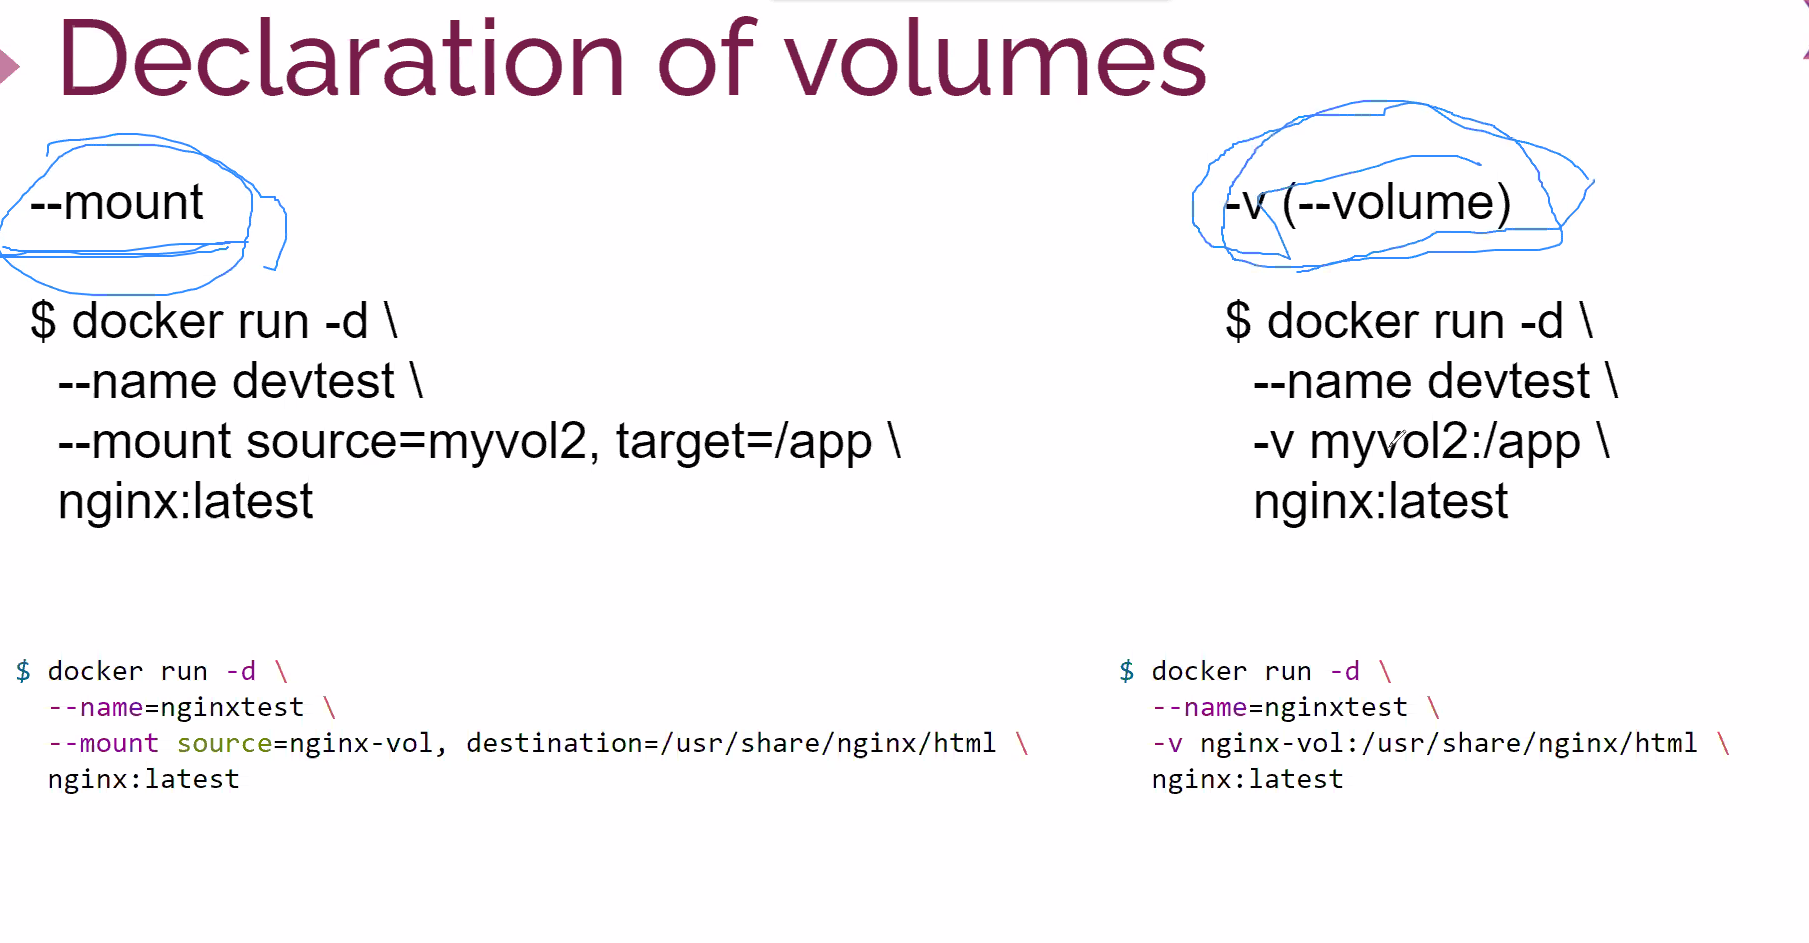 Declaration of volumes
--mount
$ docker run -d \
--name devtest \
--mount source=myvol2, target=/app \
nginx:latest
$ docker run -d \
--name=nginxtest \
--mount source=nginx-vol, destination=/usr/share/nginx/html \
nginx:latest
-v (--volume)
$ docker run -d \
--name devtest \
-v myvol2:/app \
nginx:latest
$ docker run -d \
--name=nginxtest \
-v nginx-vol:/usr/share/nginx/html \
nginx:latest